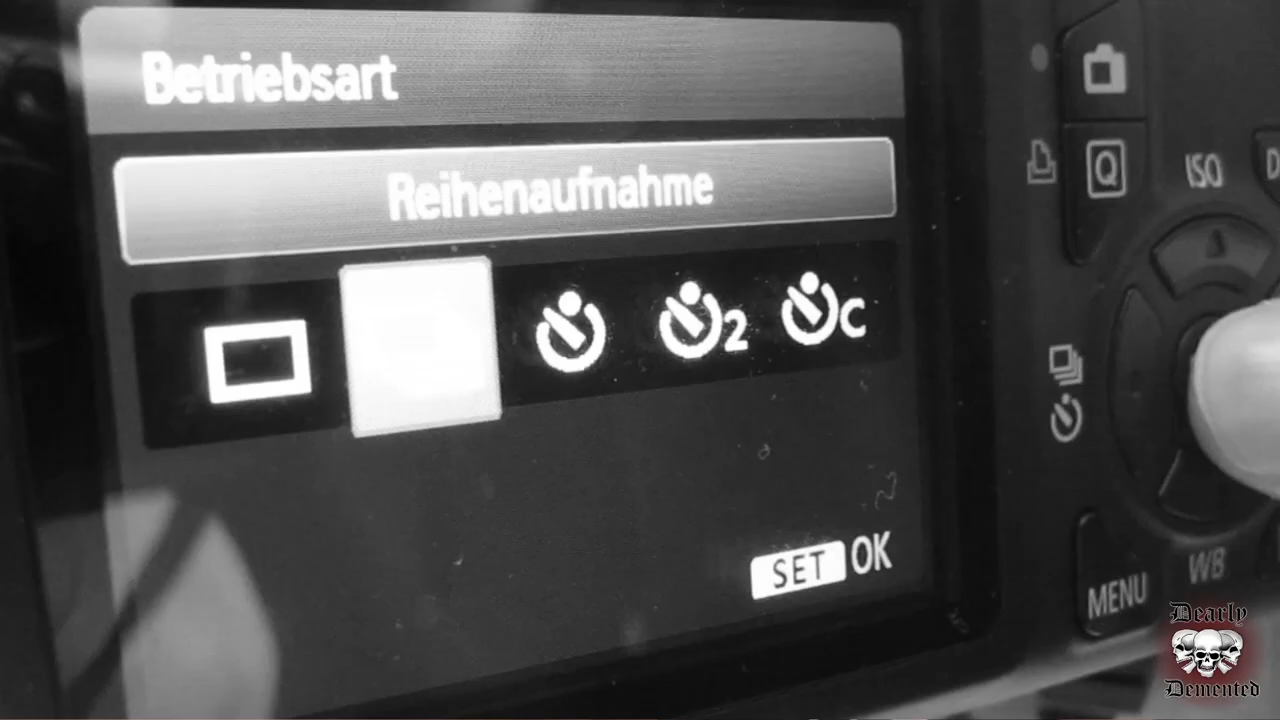 Betriebsart
Reihenaufnahme
2
C
SET OK
Q
ISO
D
MENU
WB
Dearly
Demented